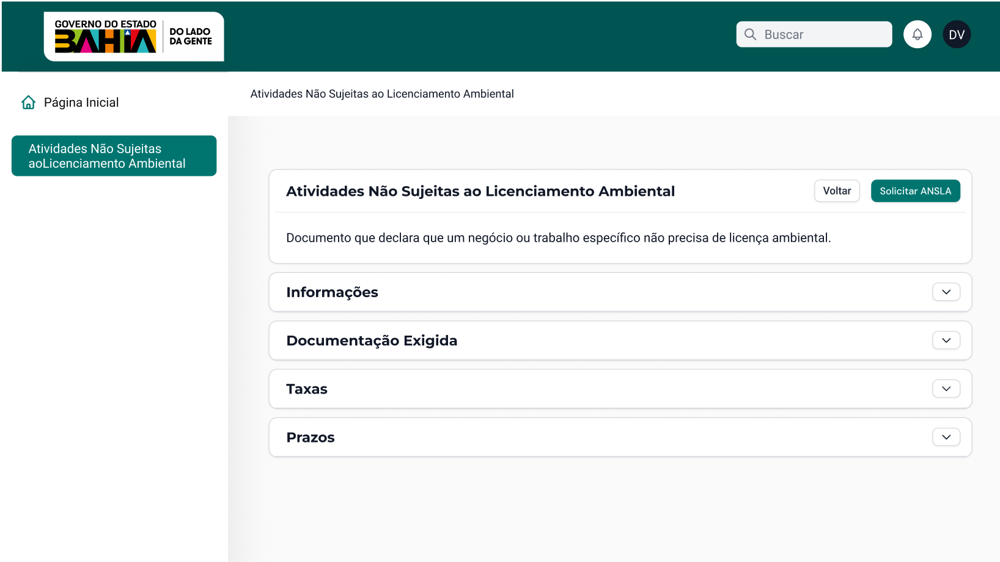 GOVERNO DO ESTADO
BAHIA
DO LADO
DA GENTE
Buscar
DV
Página Inicial
Atividades Não Sujeitas
aoLicenciamento Ambiental
Atividades Não Sujeitas ao Licenciamento Ambiental
Atividades Não Sujeitas ao Licenciamento Ambiental
Voltar
Solicitar ANSLA
Documento que declara que um negócio ou trabalho específico não precisa de licença ambiental.
Informações
Documentação Exigida
Taxas
Prazos